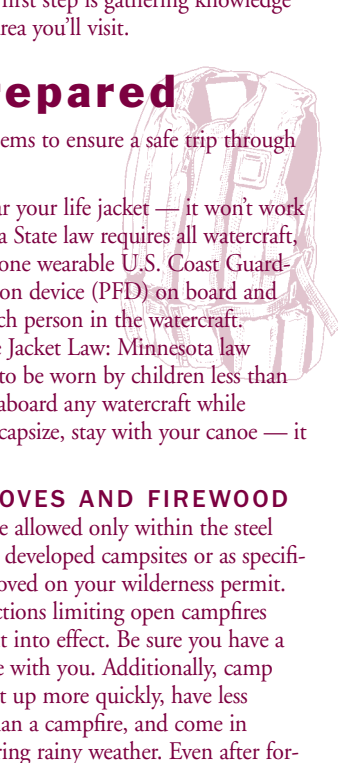 first step is gathering knowledge
area you'll visit.
repared
ems to ensure a safe trip through
ar your life jacket — it won't work
a State law requires all watercraft,
one wearable U.S. Coast Guard-
on device (PFD) on board and
ch person in the watercraft.
e Jacket Law: Minnesota law
to be worn by children less than
aboard any watercraft while
capsize, stay with your canoe — it
OVES AND FIREWOOD
e allowed only within the steel
developed campsites or as specifi-
oved on your wilderness permit.
ctions limiting open campfires
t into effect. Be sure you have a
e with you. Additionally, camp
t up more quickly, have less
an a campfire, and come in
ring rainy weather. Even after for-